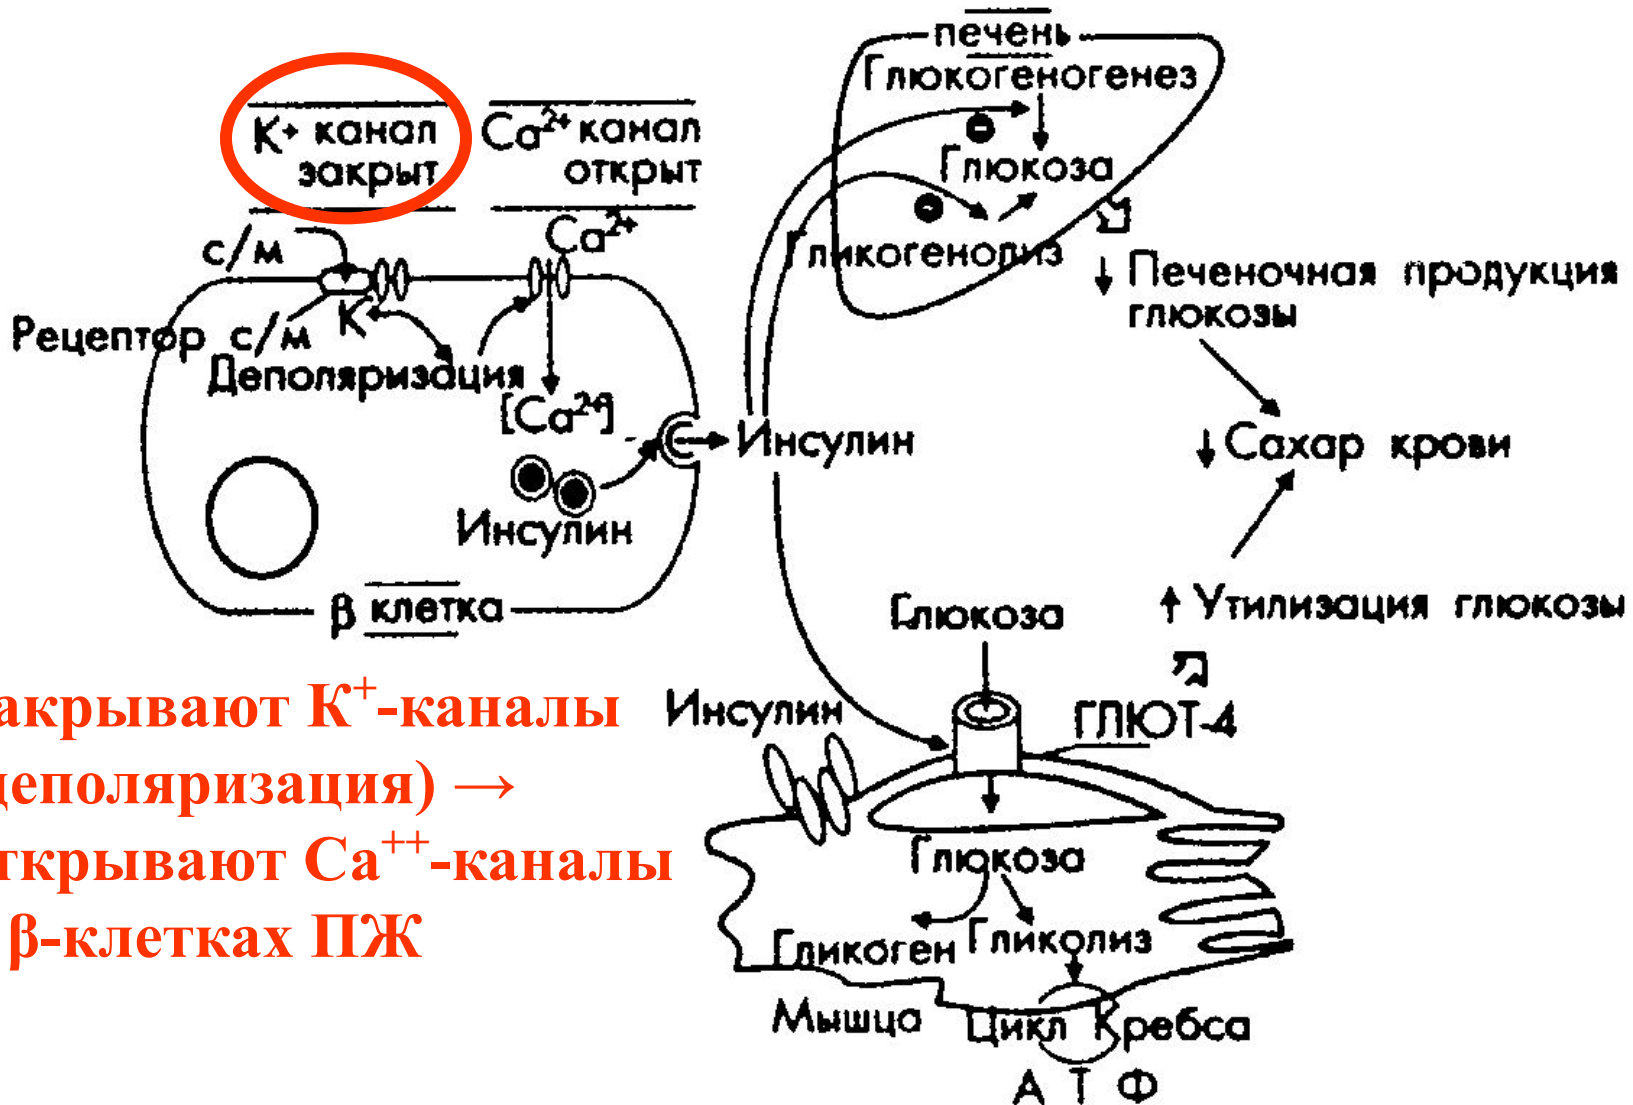 печень
Глюкогеногенез
К+ канал
закрыт
Ca²⁺ канал
открыт
Глюкоза
Гликогенолиз
с/м
Ca²⁺
Рецептор с/м
К
Деполяризация
[Ca²⁺]
Инсулин
β клетка
Инсулин
↓ Печеночная продукция
глюкозы
↓ Сахар крови
↑ Утилизация глюкозы
Глюкоза
Инсулин
ГЛЮТ-4
Глюкоза
Гликоген
Гликолиз
Мышца
Цикл Кребса
А Т Ф
акрывают К⁺-каналы
деполяризация) →
ткрывают Са⁺⁺-каналы
β-клетках ПЖ